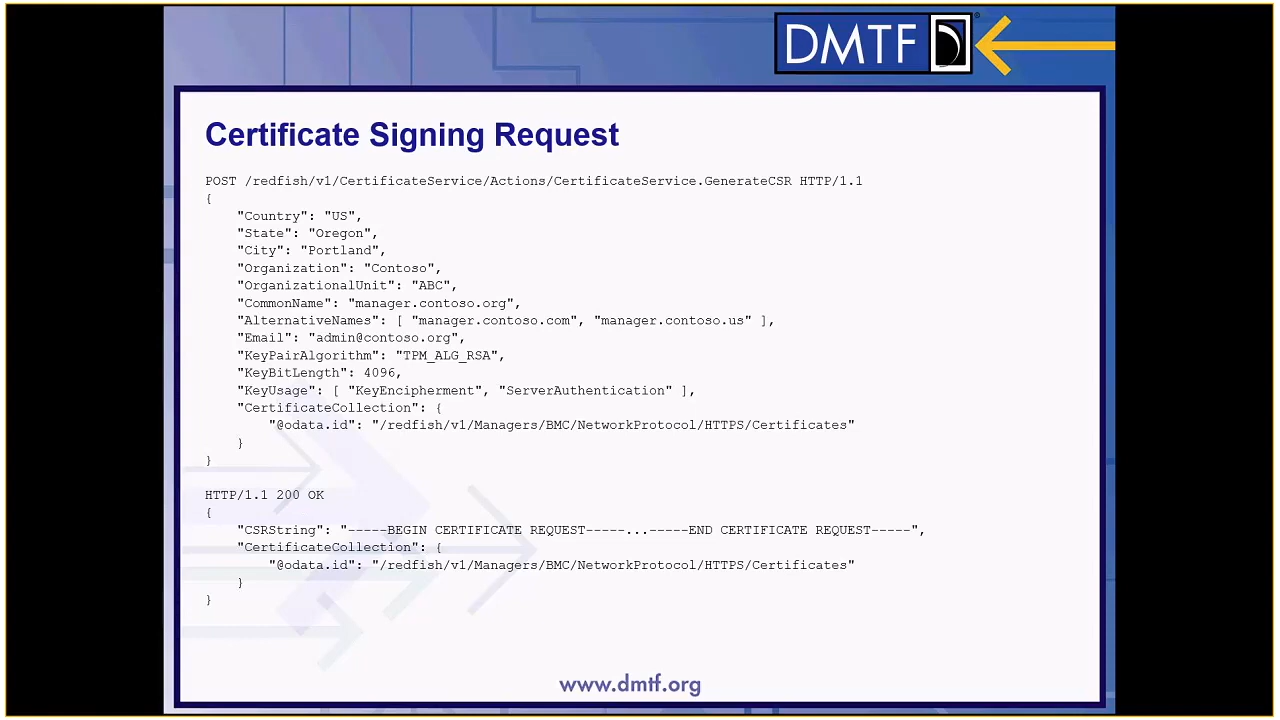 DMTF
Certificate Signing Request
POST /redfish/v1/CertificateService/Actions/CertificateService.GenerateCSR HTTP/1.1
{
    "Country": "US",
    "State": "Oregon",
    "City": "Portland",
    "Organization": "Contoso",
    "OrganizationalUnit": "ABC",
    "CommonName": "manager.contoso.org",
    "AlternativeNames": [ "manager.contoso.com", "manager.contoso.us" ],
    "Email": "admin@contoso.org",
    "KeyPairAlgorithm": "TPM_ALG_RSA",
    "KeyBitLength": 4096,
    "KeyUsage": [ "KeyEncipherment", "ServerAuthentication" ],
    "CertificateCollection": {
        "@odata.id": "/redfish/v1/Managers/BMC/NetworkProtocol/HTTPS/Certificates"
    }
}
HTTP/1.1 200 OK
{
    "CSRString": "-----BEGIN CERTIFICATE REQUEST-----...-----END CERTIFICATE REQUEST-----",
    "CertificateCollection": {
        "@odata.id": "/redfish/v1/Managers/BMC/NetworkProtocol/HTTPS/Certificates"
    }
}
www.dmtf.org